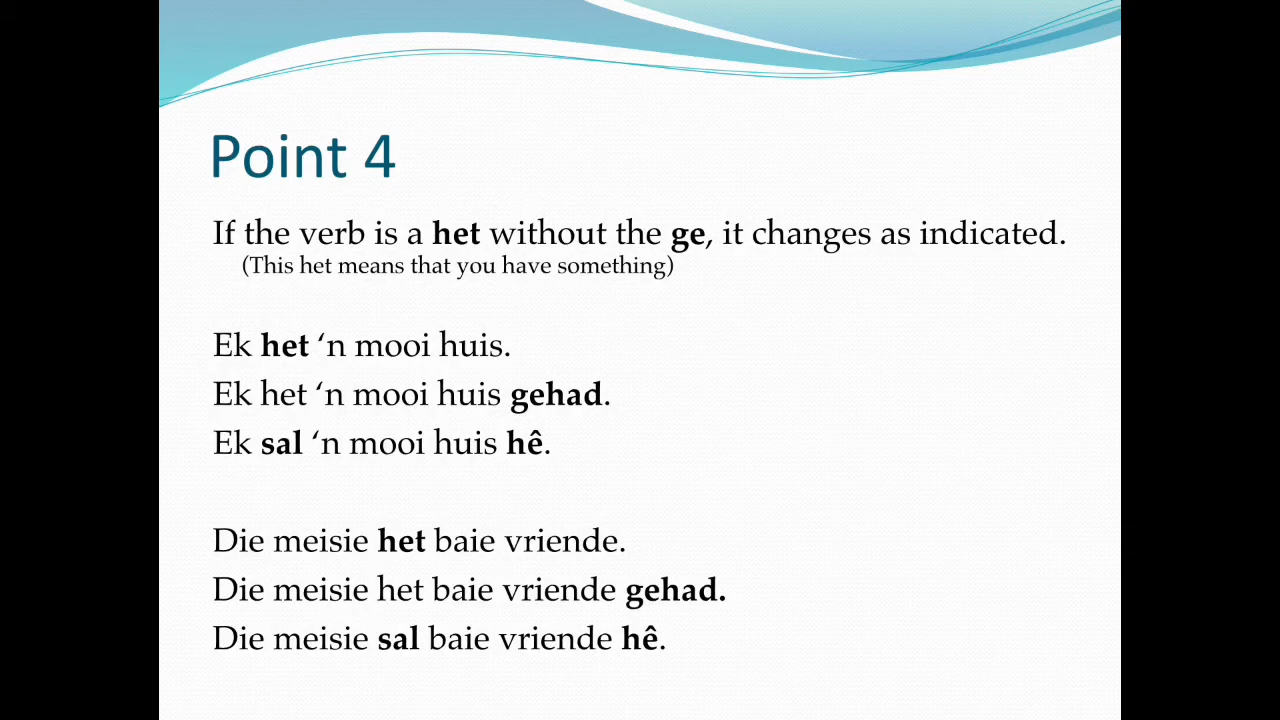 Point 4
If the verb is a het without the ge, it changes as indicated.
(This het means that you have something)
Ek het ‘n mooi huis.
Ek het ‘n mooi huis gehad.
Ek sal ‘n mooi huis hê.
Die meisie het baie vriende.
Die meisie het baie vriende gehad.
Die meisie sal baie vriende hê.